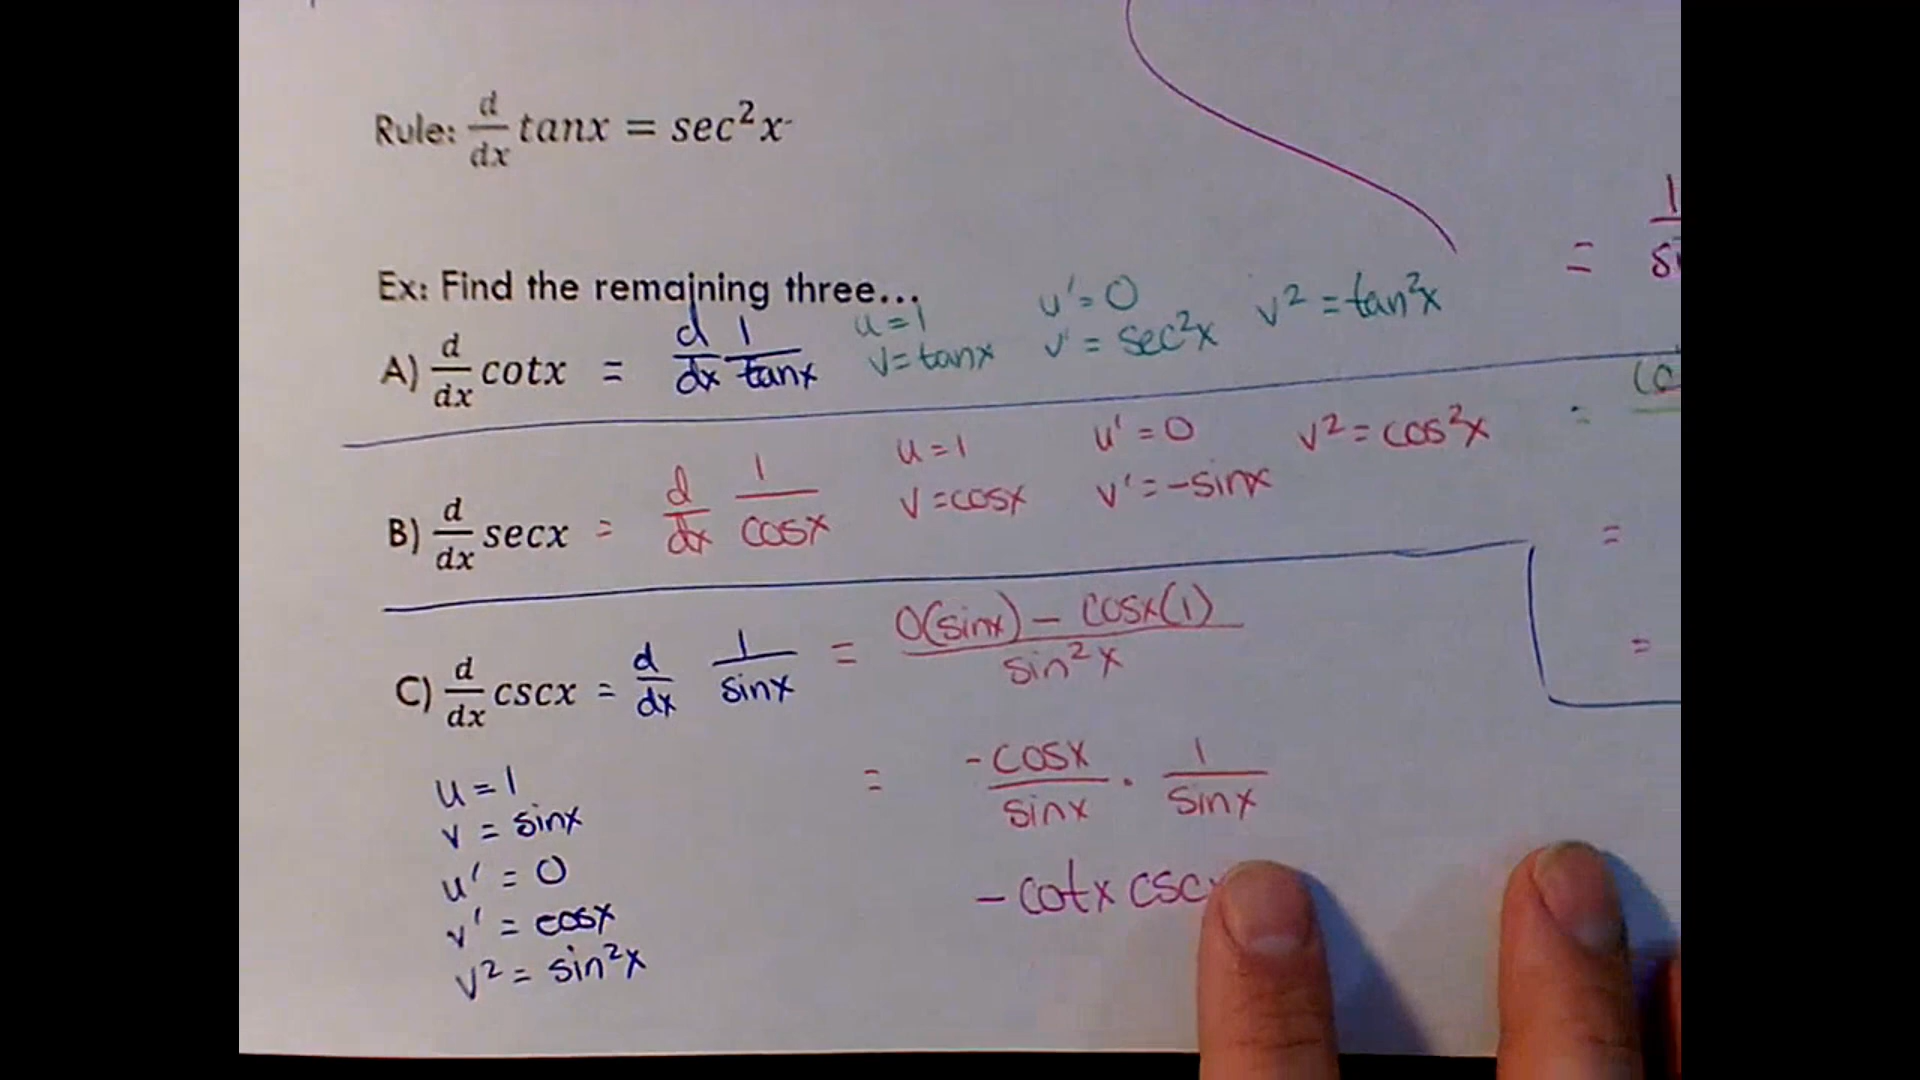 Rule: d/dx tanx = sec²x
Ex: Find the remaining three...
A) d/dx cotx = d/dx 1/tanx u=1 v=tanx u'=0 v'=sec²x v²=tan²x
= 1/
B) d/dx secx = d/dx 1/cosx u=1 v=cosx u'=0 v'=-sinx v²=cos²x
=
=
=
C) d/dx cscx = d/dx 1/sinx = 0(sinx) - cosx(1)/sin²x
u=1
v=sinx
u'=0
v'=cosx
v²=sin²x
= -cosx/sinx · 1/sinx
-cotx csc